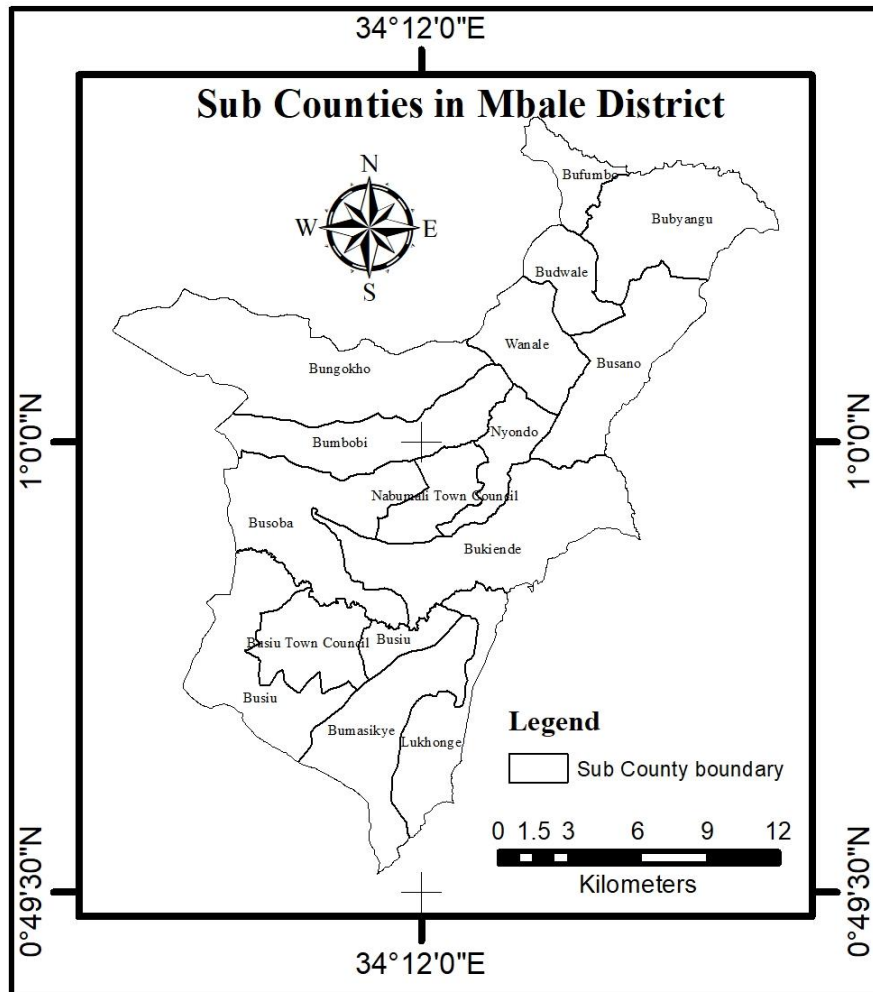 34°12'0"E
Sub Counties in Mbale District
N
W
E
S
Bufumbo
Bubyangu
Budwale
Wanale
Busano
Bungokho
Nyondo
Bumbobi
1°0'0"N
1°0'0"N
Nabumali Town Council
Busoba
Bukiende
Busiu Town Council
Busiu
Busiu
Bumasikye
Lukhonge
Legend
Sub County boundary
0 1.5 3 6 9 12
Kilometers
0°49'30"N
0°49'30"N
34°12'0"E